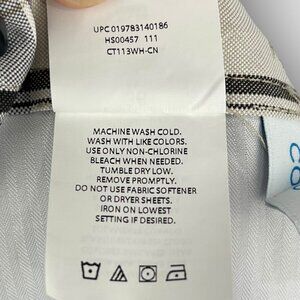 UPC 019783140186
HS00457 111
CT113WH-CN
MACHINE WASH COLD.
WASH WITH LIKE COLORS.
USE ONLY NON-CHLORINE
BLEACH WHEN NEEDED.
TUMBLE DRY LOW.
REMOVE PROMPTLY.
DO NOT USE FABRIC SOFTENER
OR DRYER SHEETS.
IRON ON LOWEST
SETTING IF DESIRED.